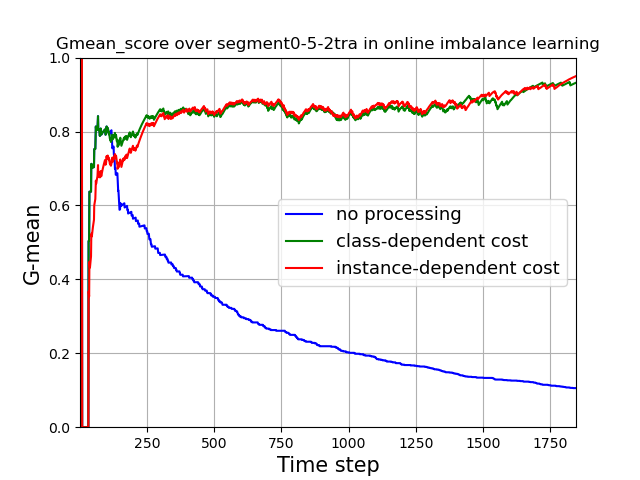 Gmean_score over segment0-5-2tra in online imbalance learning
1.0
0.8
0.6
0.4
0.2
0.0
G-mean
no processing
class-dependent cost
instance-dependent cost
250 500 750 1000 1250 1500 1750
Time step